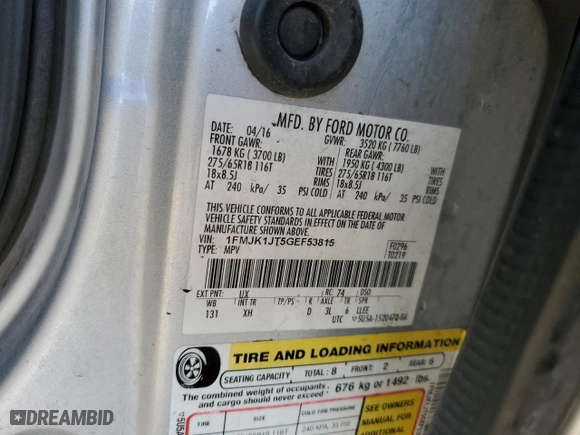 MFD. BY FORD MOTOR CO.
DATE: 04/16 GVWR: 3520 KG (7760 LB)
FRONT GAWR: REAR GAWR:
1678 KG (3700 LB) WITH 1950 KG (4300 LB) WITH
275/65R18 116T TIRES 275/65R18 116T TIRES
18x8.5J RIMS 18x8.5J RIMS
AT 240 kPa/ 35 PSI COLD AT 240 kPa/ 35 PSI COLD
THIS VEHICLE CONFORMS TO ALL APPLICABLE FEDERAL MOTOR
VEHICLE SAFETY STANDARDS IN EFFECT ON THE DATE OF
MANUFACTURE SHOWN ABOVE.
VIN: 1FMJK1JT5GEF53815 F0296
TYPE: MPV T0219
EXT PNT: UX RC: 74 DSO:
WB INT TR TP/PS R AXLE TR SPR
131 XH D 3L 6 LLEE
UTC
TIRE AND LOADING INFORMATION
SEATING CAPACITY TOTAL: 8 FRONT: 2 REAR: 6
The combined weight of occupants
and cargo should never exceed 676 kg or 1492 lbs.
TIRE SIZE COLD TIRE PRESSURE SEE OWNERS
MANUAL FOR
240 KPA, 35 PSI ADDITIONAL
DREAMBID